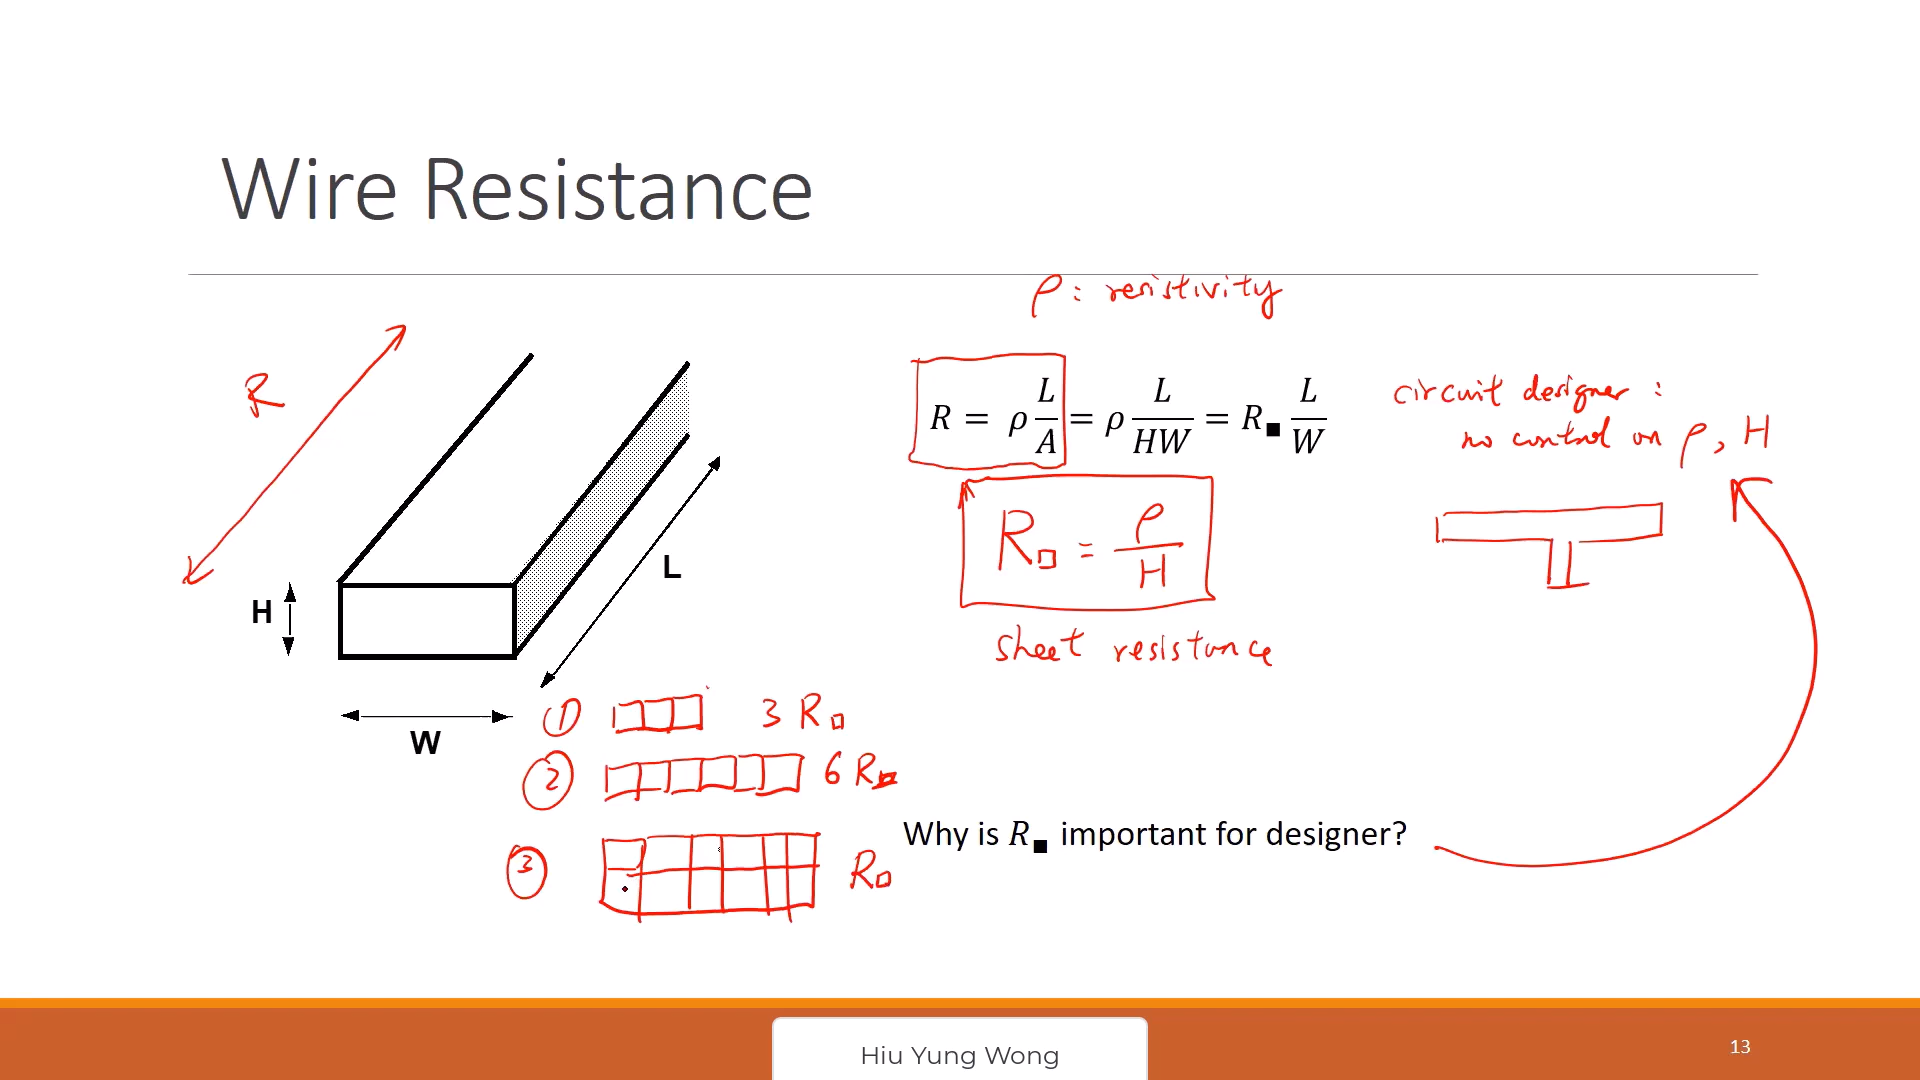 Wire Resistance
ρ: resistivity
R
R = ρ L/A = ρ L/HW = R■ L/W
circuit designer :
no control on ρ, H
R□ = ρ/H
L
H
sheet resistance
① 3 R□
W
② 6 R□
Why is R■ important for designer?
③ R□
Hiu Yung Wong
13